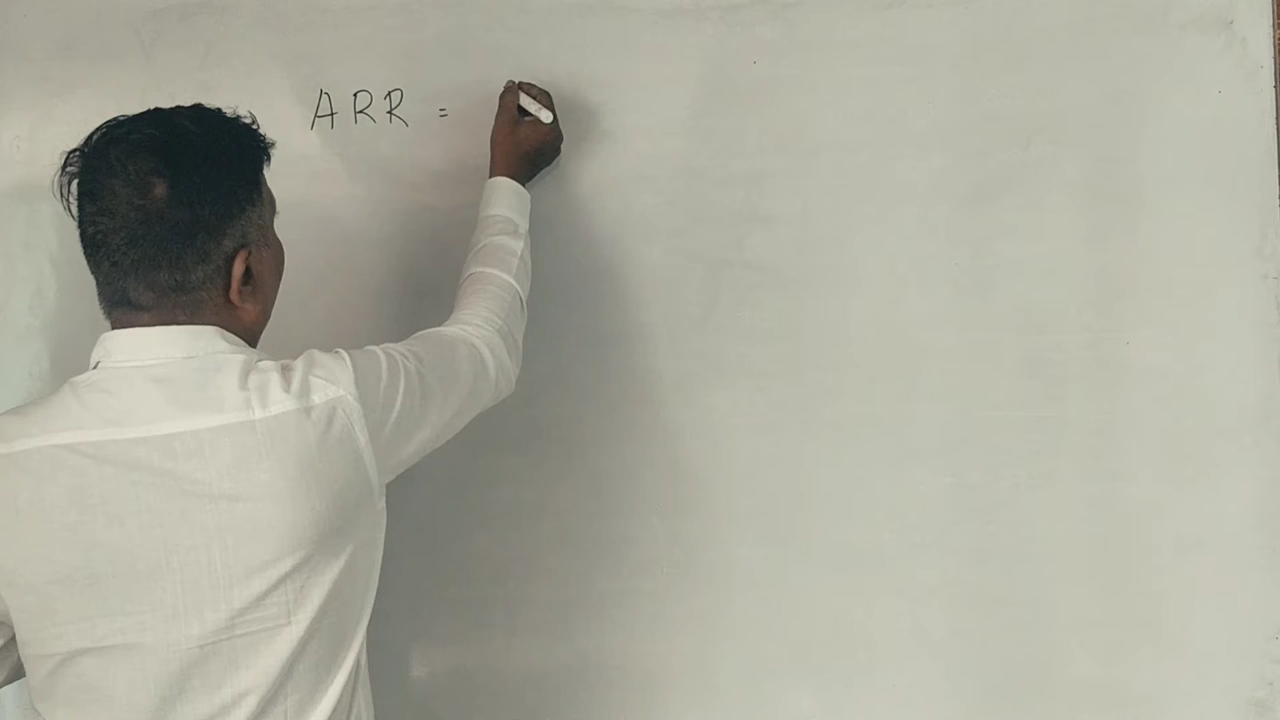 ARR =